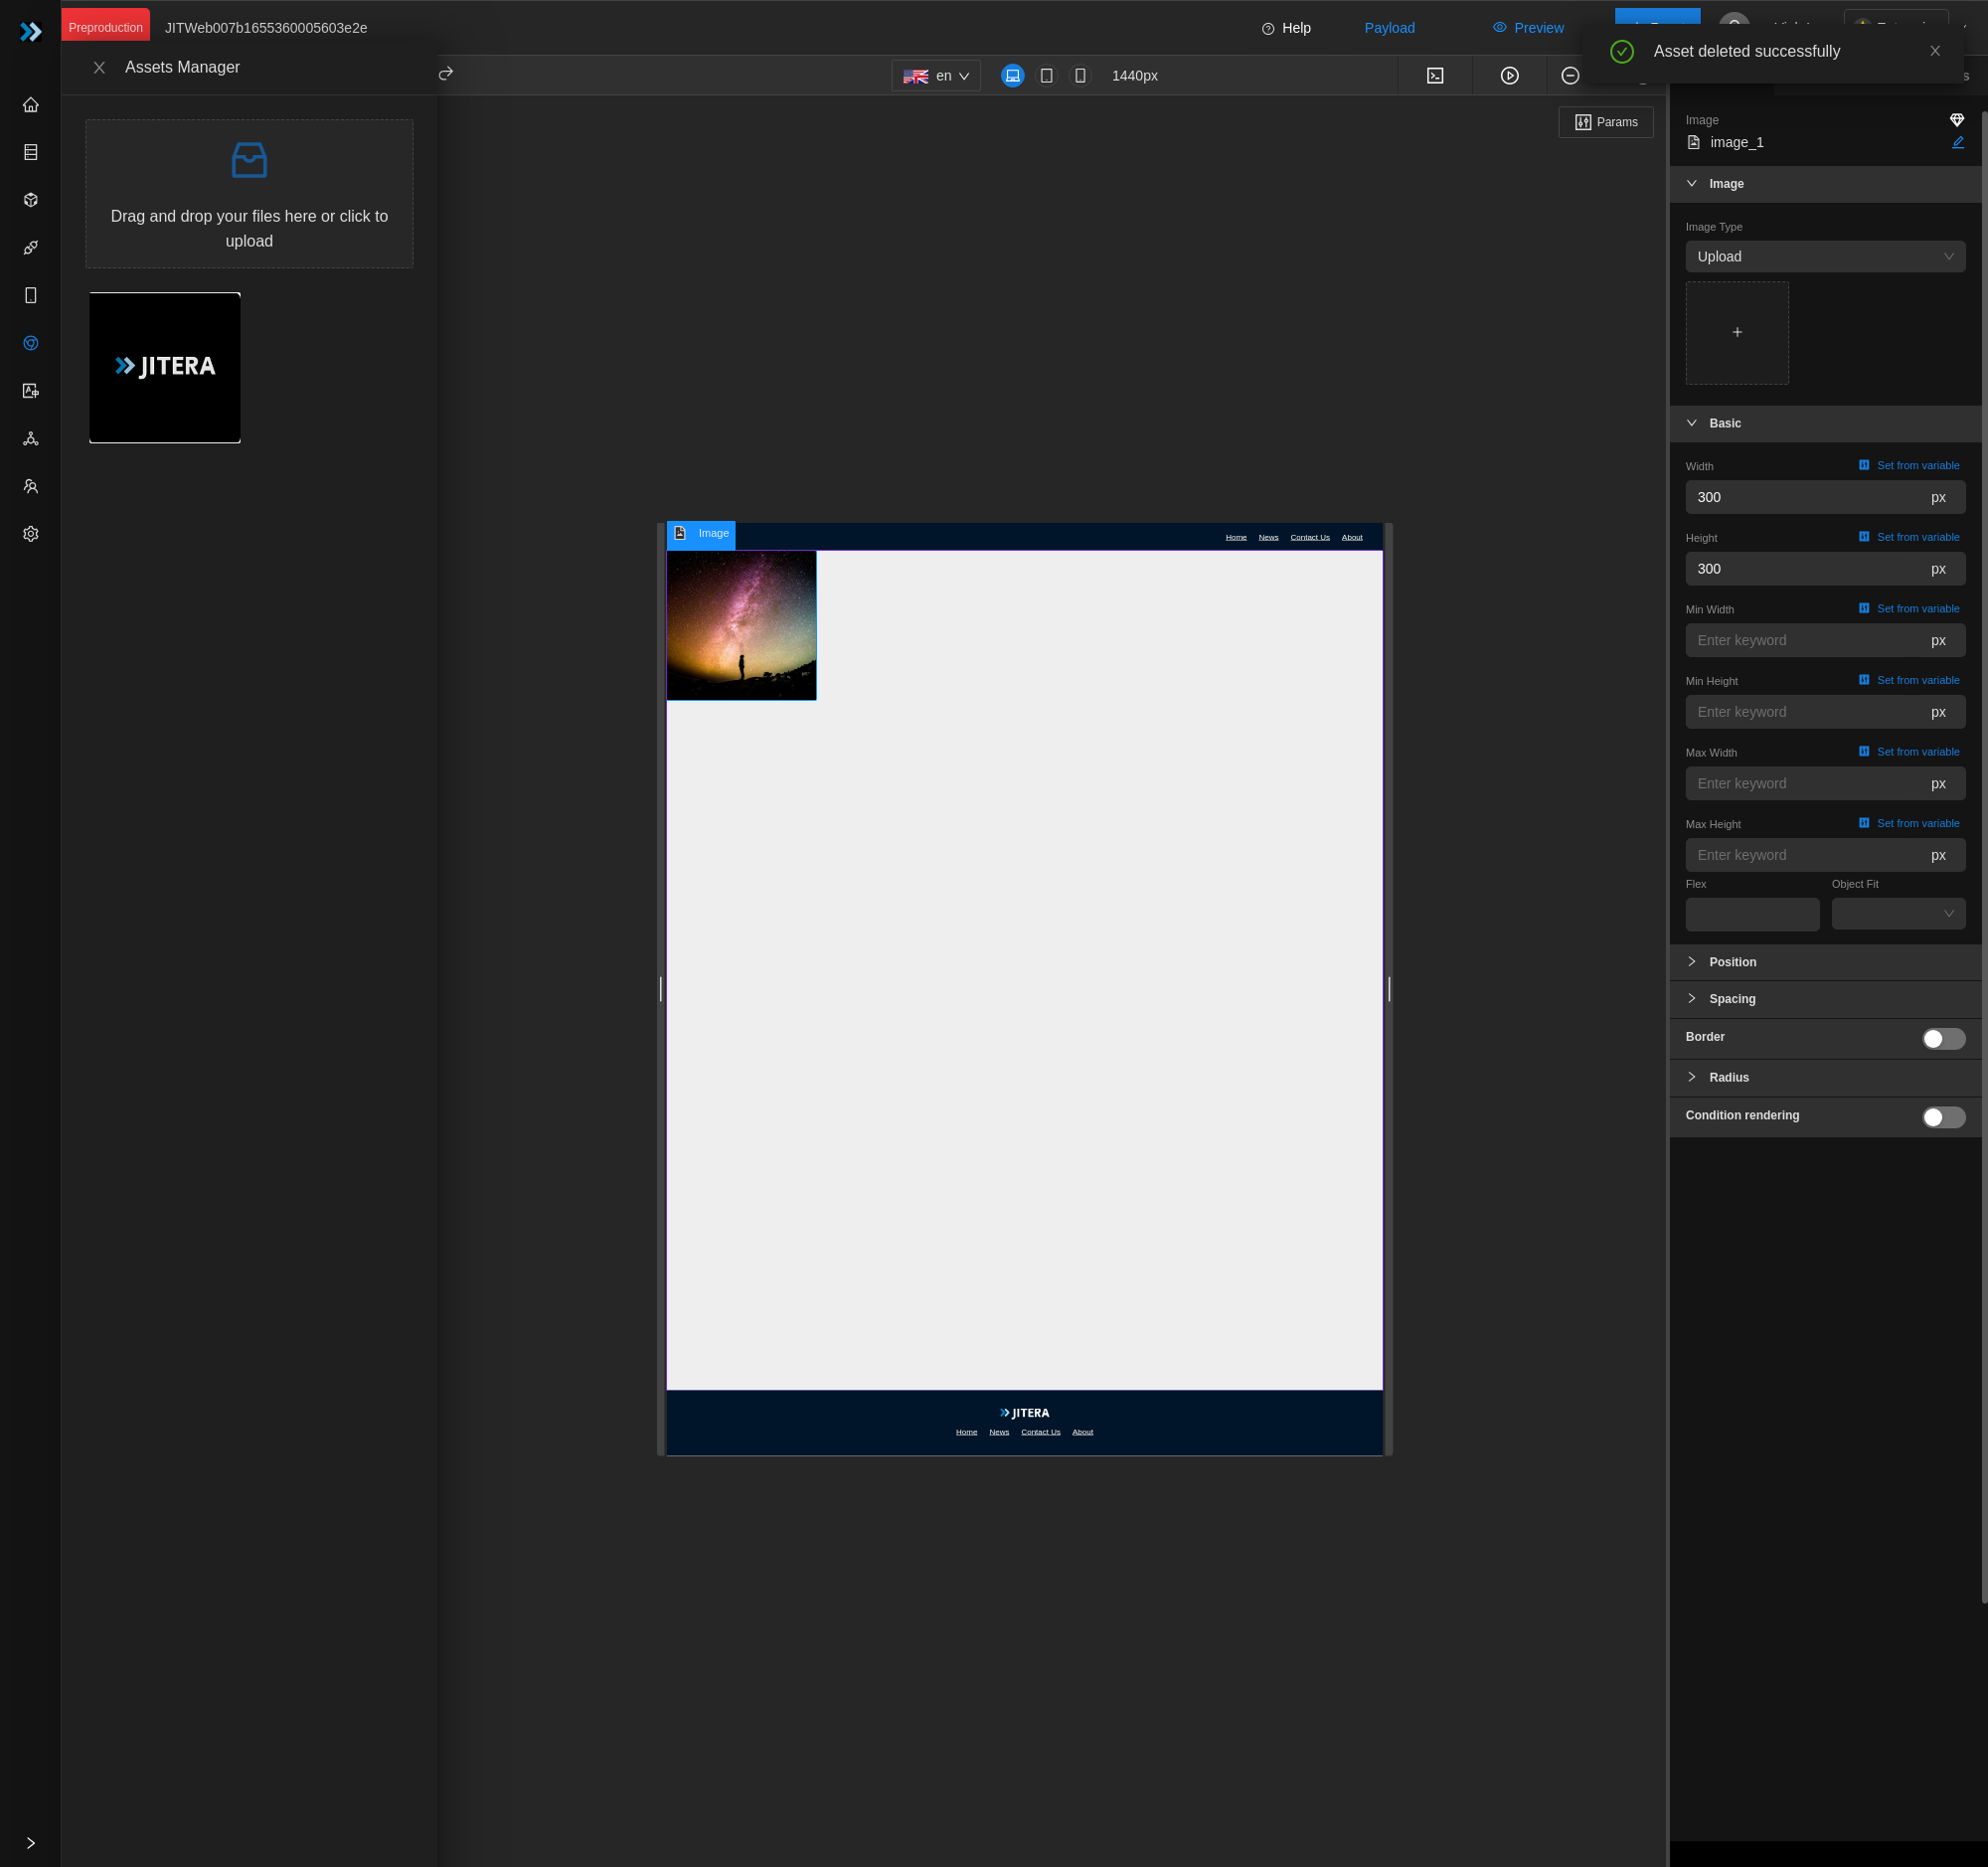 Preproduction
JITWeb007b1655360005603e2e
Help
Payload
Preview
Asset deleted successfully
Assets Manager
en
1440px
Drag and drop your files here or click to
upload
JITERA
Params
Image
image_1
Image
Image Type
Upload
Basic
Width
Set from variable
300
px
Height
Set from variable
300
px
Min Width
Set from variable
Enter keyword
px
Min Height
Set from variable
Enter keyword
px
Max Width
Set from variable
Enter keyword
px
Max Height
Set from variable
Enter keyword
px
Flex
Object Fit
Position
Spacing
Border
Radius
Condition rendering
Image
Home News Contact Us About
JITERA
Home News Contact Us About